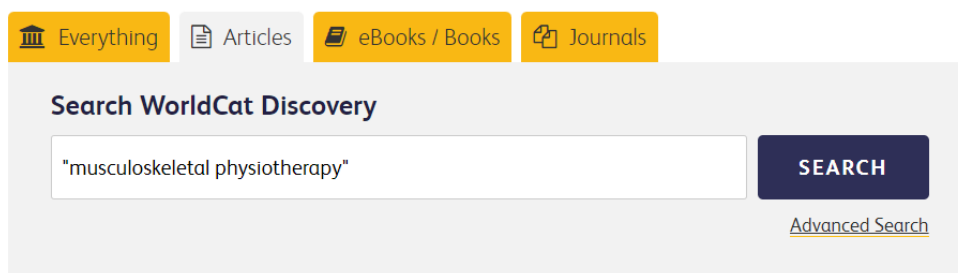 Everything Articles eBooks / Books Journals
Search WorldCat Discovery
"musculoskeletal physiotherapy" SEARCH
Advanced Search